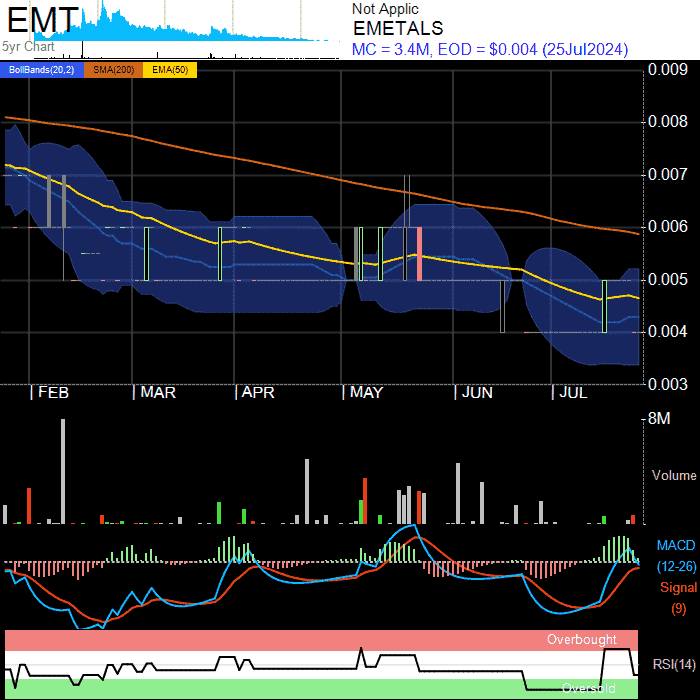 EMT
5yr Chart
Not Applic
EMETALS
MC = 3.4M, EOD = $0.004 (25Jul2024)
BollBands(20,2) SMA(200) EMA(50)
0.009
0.008
0.007
0.006
0.005
0.004
0.003
FEB MAR APR MAY JUN JUL
8M
Volume
MACD
(12-26)
Signal
(9)
Overbought
RSI(14)
Oversold